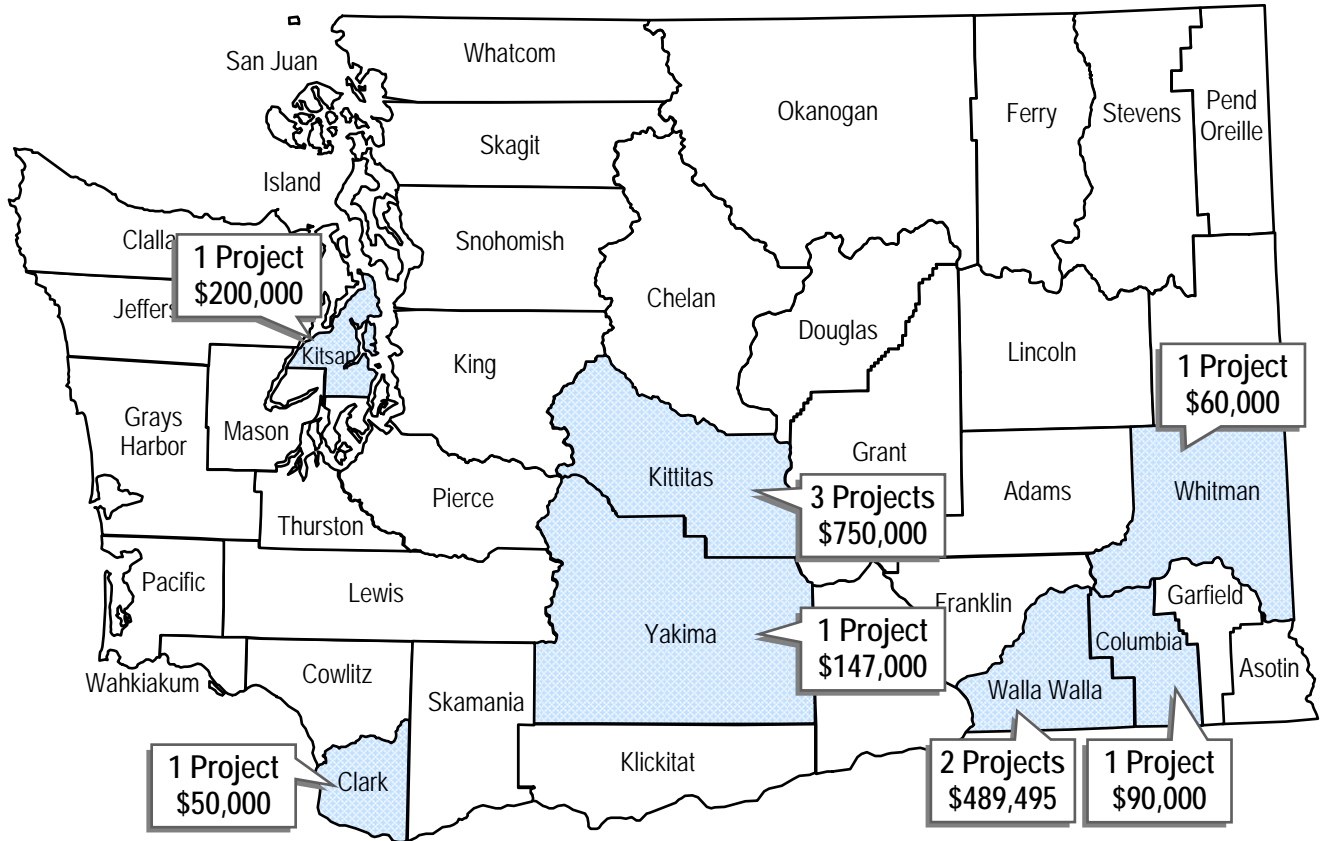 Whatcom
San Juan
Okanogan
Ferry
Stevens
Pend
Oreille
Skagit
Island
Clalla
Snohomish
1 Project
$200,000
Jeffers
Chelan
Douglas
Lincoln
Kitsap
King
1 Project
$60,000
Grays
Harbor
Mason
Grant
Kittitas
Adams
Whitman
Pierce
3 Projects
$750,000
Thurston
Pacific
Lewis
Franklin
Garfield
Yakima
1 Project
$147,000
Columbia
Wahkiakum
Cowlitz
Skamania
Walla Walla
Asotin
1 Project
$50,000
Clark
Klickitat
2 Projects
$489,495
1 Project
$90,000